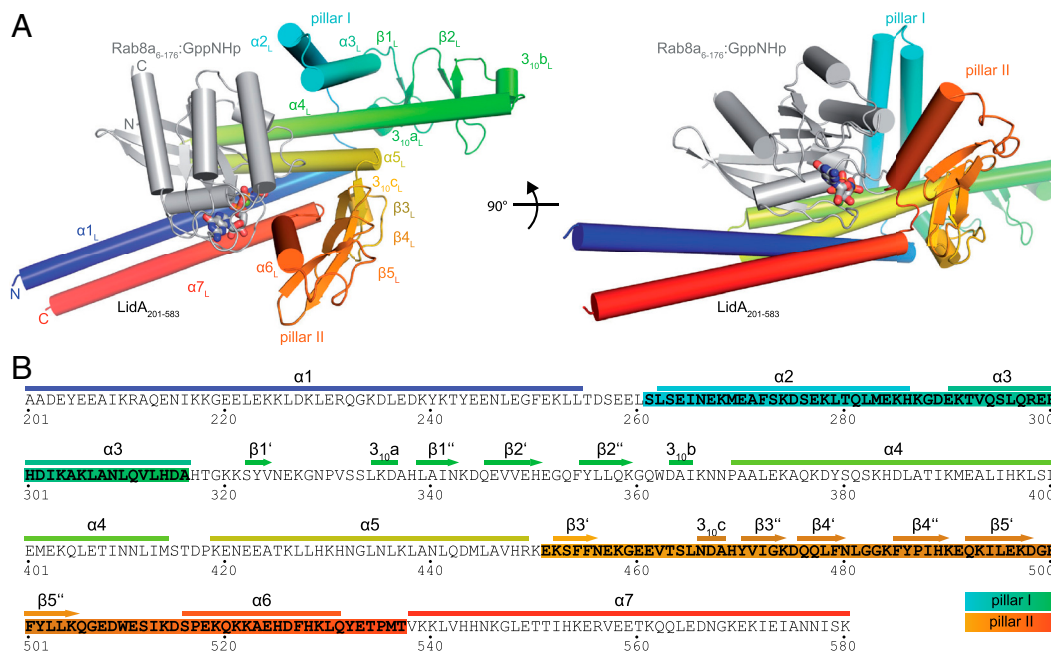 A
pillar I
α2L
α3L
β1L
β2L
Rab8a6-176:GppNHp
C
310bL
N
α4L
310aL
α5L
310cL
β3L
β4L
β5L
α1L
α6L
α7L
N
C
LidA201-583
pillar II
90°
pillar I
Rab8a6-176:GppNHp
pillar II
LidA201-583
B
α1 α2 α3
AADEYEEAIKRAQENIKKGEELEKKLDKLERQGKDLEDKYKTYEENLEGFEKLLTDSEELSLSEINEKMEAFSKDSEKLTQLMEKHKGDEKTVQSLQREE
201 220 240 260 280 300
α3 β1‘ 310a β1“ β2‘ β2“ 310b α4
HDIKAKLANLQVLHDAHTGKKSYVNEKGNPVSSLKDAHLAINKDQEVVEHEGQFYLLQKGQWDAIKNNPAALEKAQKDYSQSKHDLATIKMEALIHKLS
301 320 340 360 380 400
α4 α5 β3‘ 310c β3“ β4‘ β4“ β5‘
EMEKQLETINNLIMSTDPKENEEATKLLHKHNGLNLKLANLQDMLAVHRKEKSFFNEKGEEVTSLNDAHYVIGKDQQLFNLGGKFYPIHKEQKILEKDG
401 420 440 460 480 500
β5“ α6 α7
FYLLKQGEDWESIKDSPEKQKKAEHDFHKLQYETPMTVKKLVHHNKGLETTIHKERVEETKQQLEDNGKEKIEIANNISK
501 520 540 560 580
pillar I
pillar II